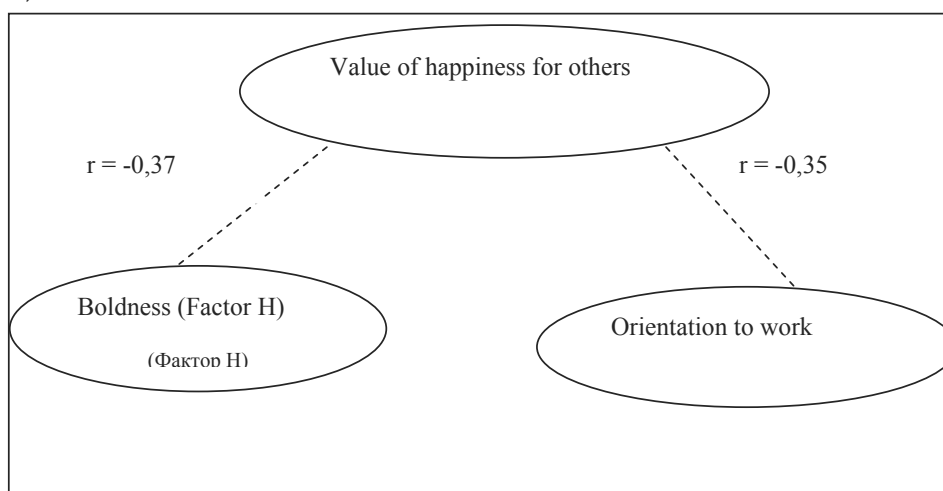 Value of happiness for others
r = -0,37
r = -0,35
Boldness (Factor H)
(Фактор Н)
Orientation to work